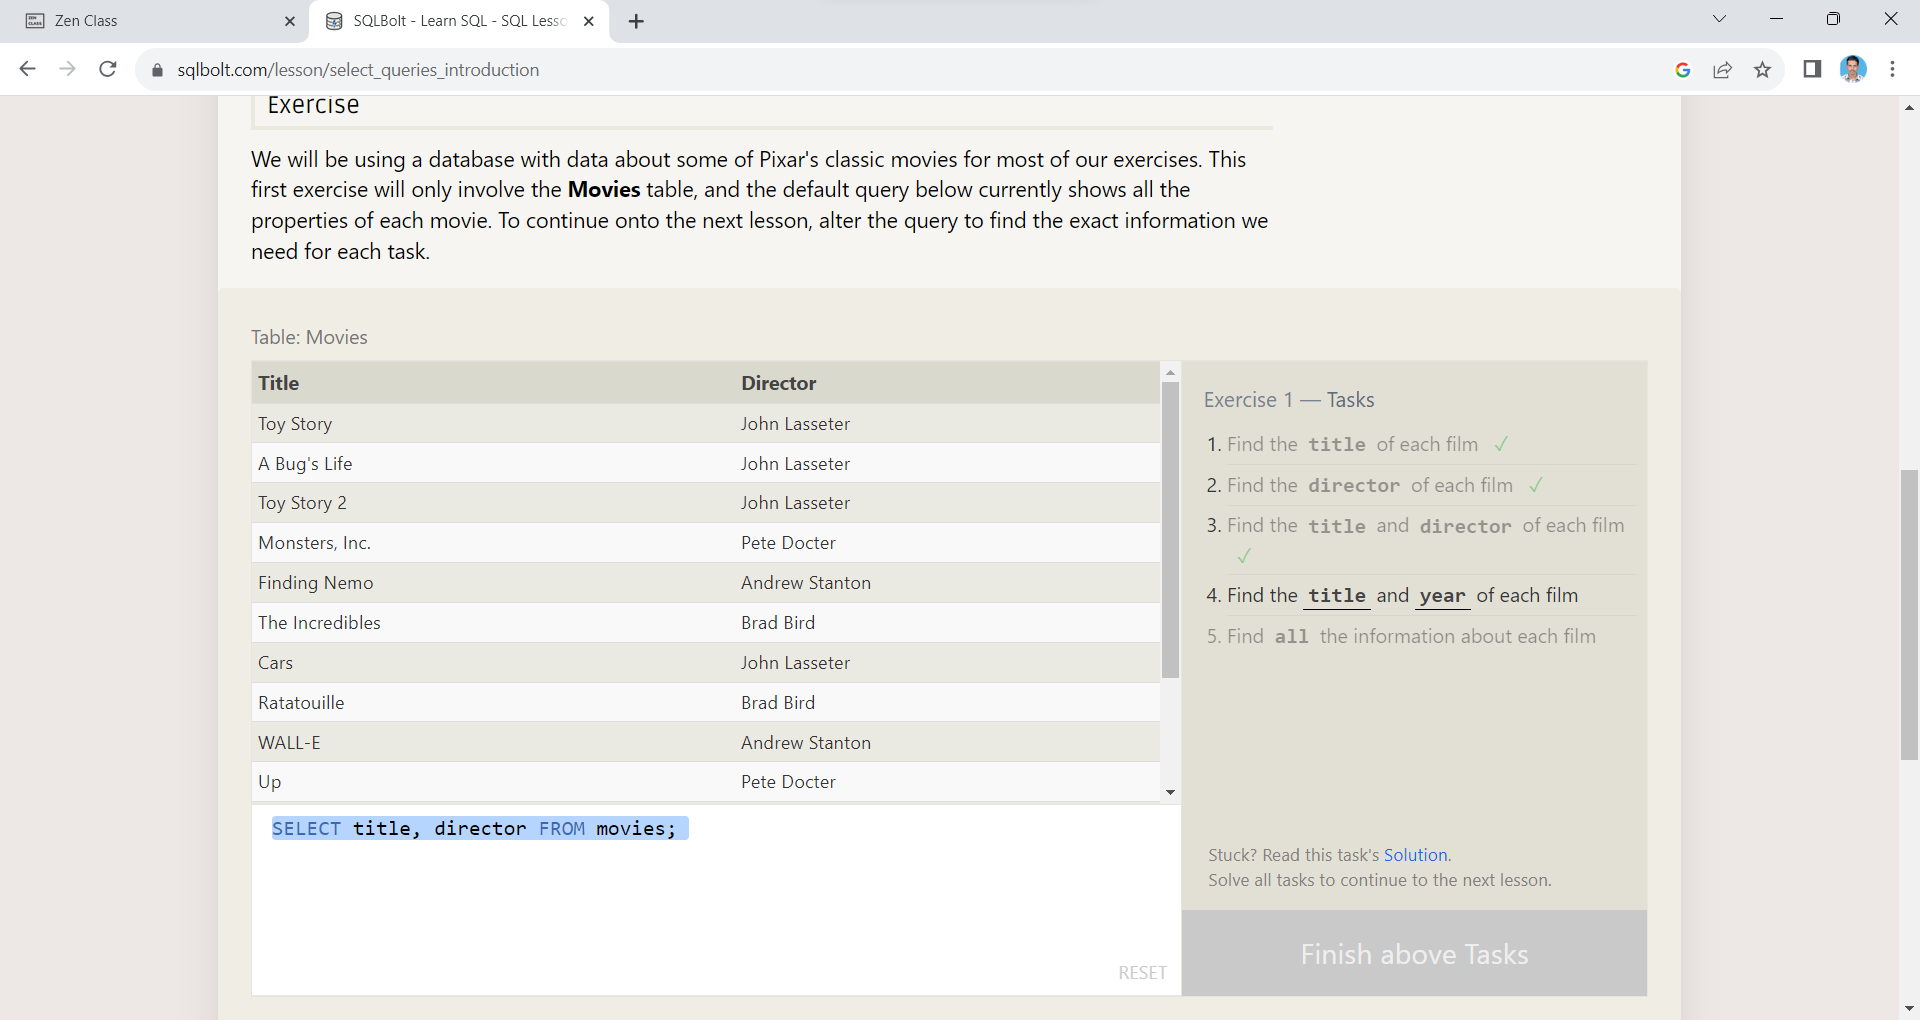 Zen Class
SQLBolt - Learn SQL - SQL Lesso
sqlbolt.com/lesson/select_queries_introduction
Exercise
We will be using a database with data about some of Pixar's classic movies for most of our exercises. This
first exercise will only involve the Movies table, and the default query below currently shows all the
properties of each movie. To continue onto the next lesson, alter the query to find the exact information we
need for each task.
Table: Movies
Title Director
Toy Story John Lasseter
A Bug's Life John Lasseter
Toy Story 2 John Lasseter
Monsters, Inc. Pete Docter
Finding Nemo Andrew Stanton
The Incredibles Brad Bird
Cars John Lasseter
Ratatouille Brad Bird
WALL-E Andrew Stanton
Up Pete Docter
SELECT title, director FROM movies;
RESET
Exercise 1 — Tasks
1. Find the title of each film ✓
2. Find the director of each film ✓
3. Find the title and director of each film
✓
4. Find the title and year of each film
5. Find all the information about each film
Stuck? Read this task's Solution.
Solve all tasks to continue to the next lesson.
Finish above Tasks